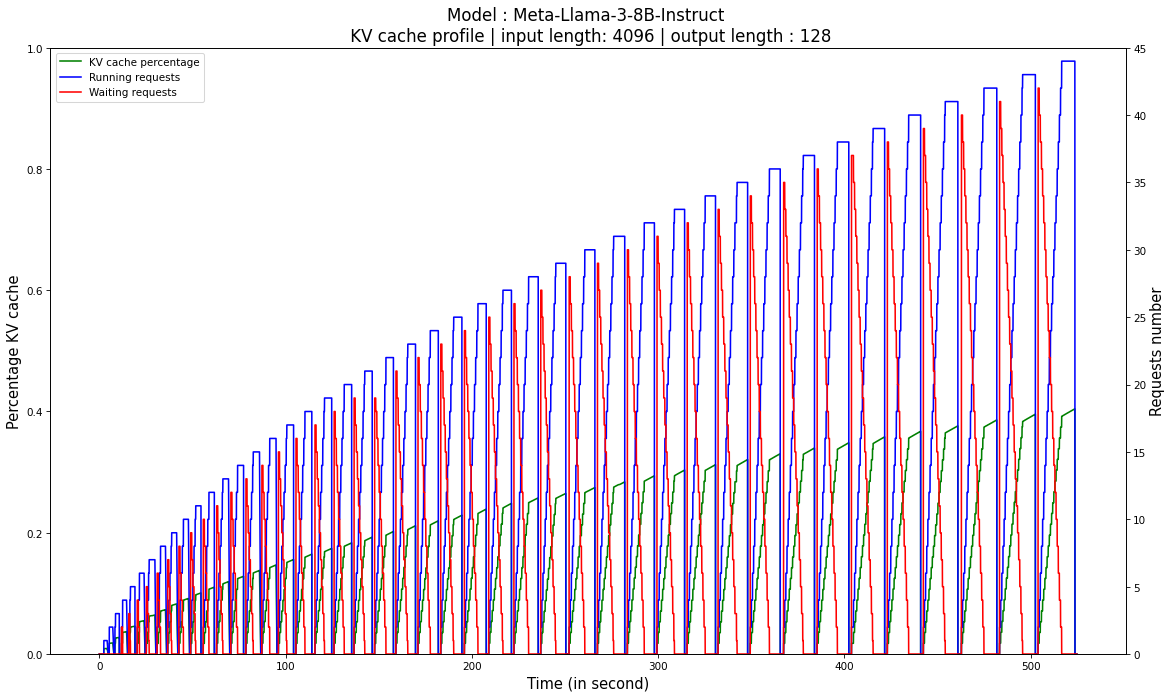 Model : Meta-Llama-3-8B-Instruct
KV cache profile | input length: 4096 | output length : 128
KV cache percentage
Running requests
Waiting requests
Percentage KV cache
1.0
0.8
0.6
0.4
0.2
0.0
45
40
35
30
25
20
15
10
5
0
Requests number
0 100 200 300 400 500
Time (in second)